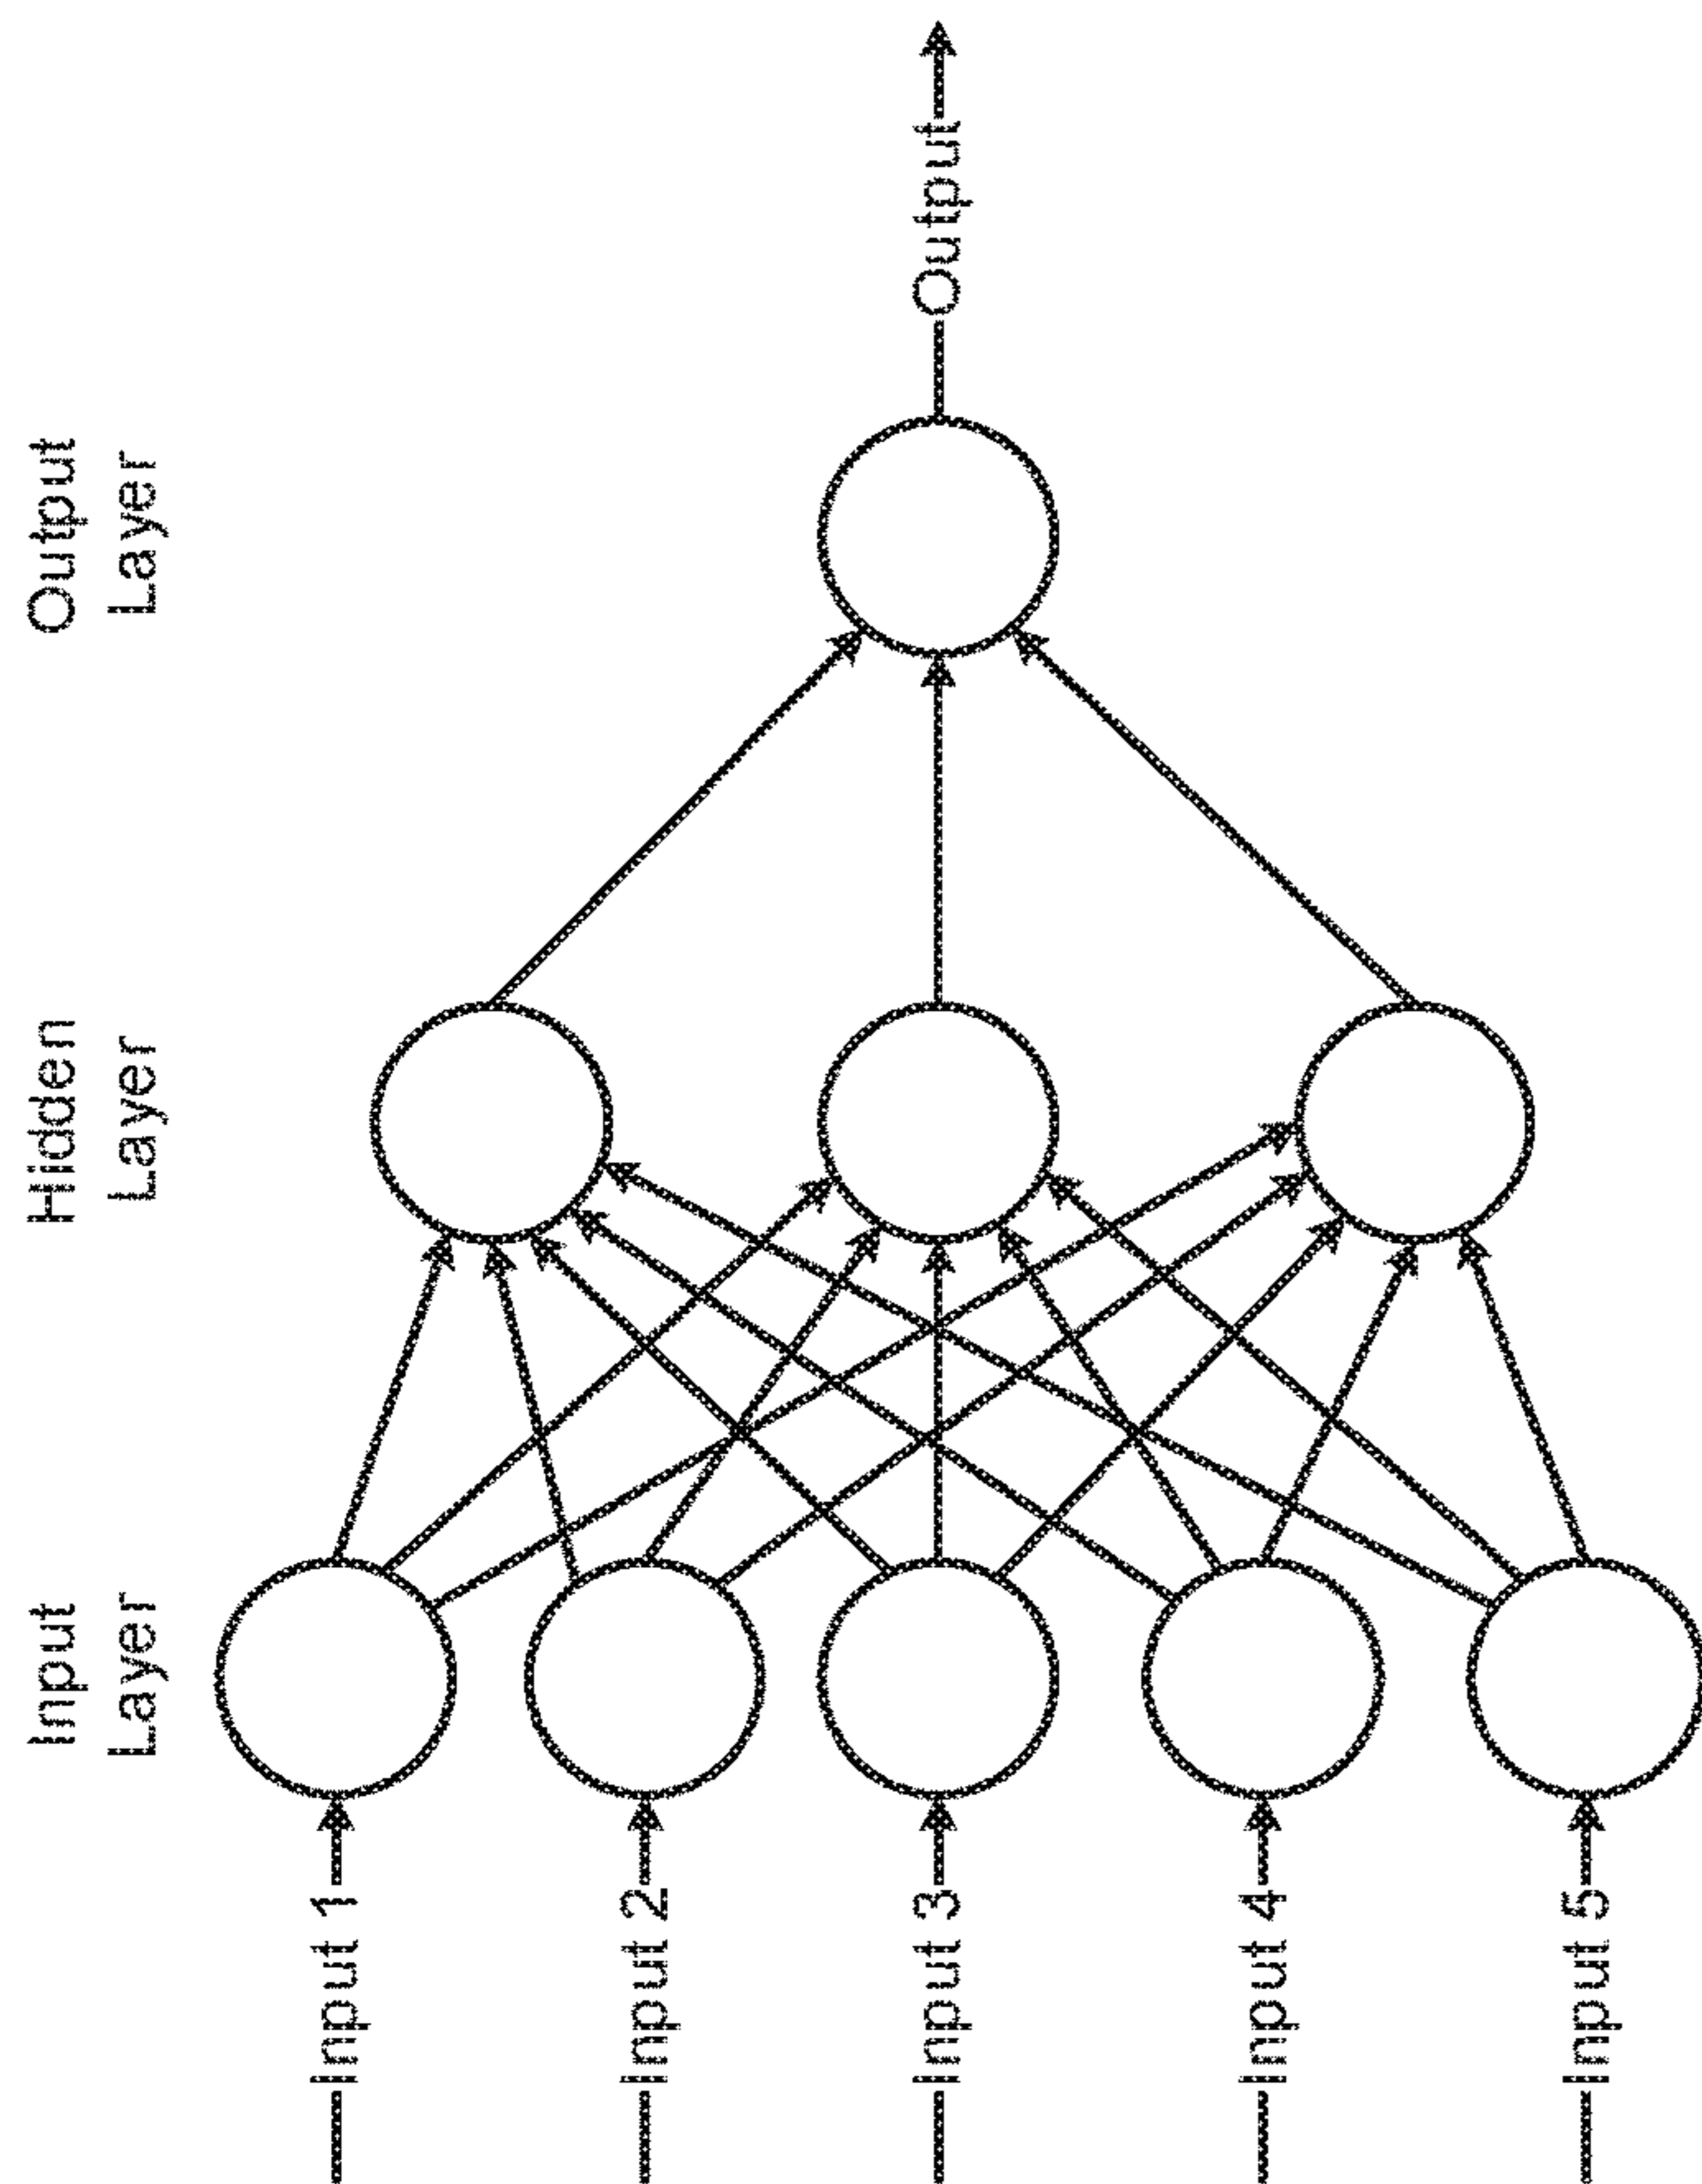 Input
Layer
Hidden
Layer
Output
Layer
Input 1
Input 2
Input 3
Input 4
Input 5
Output